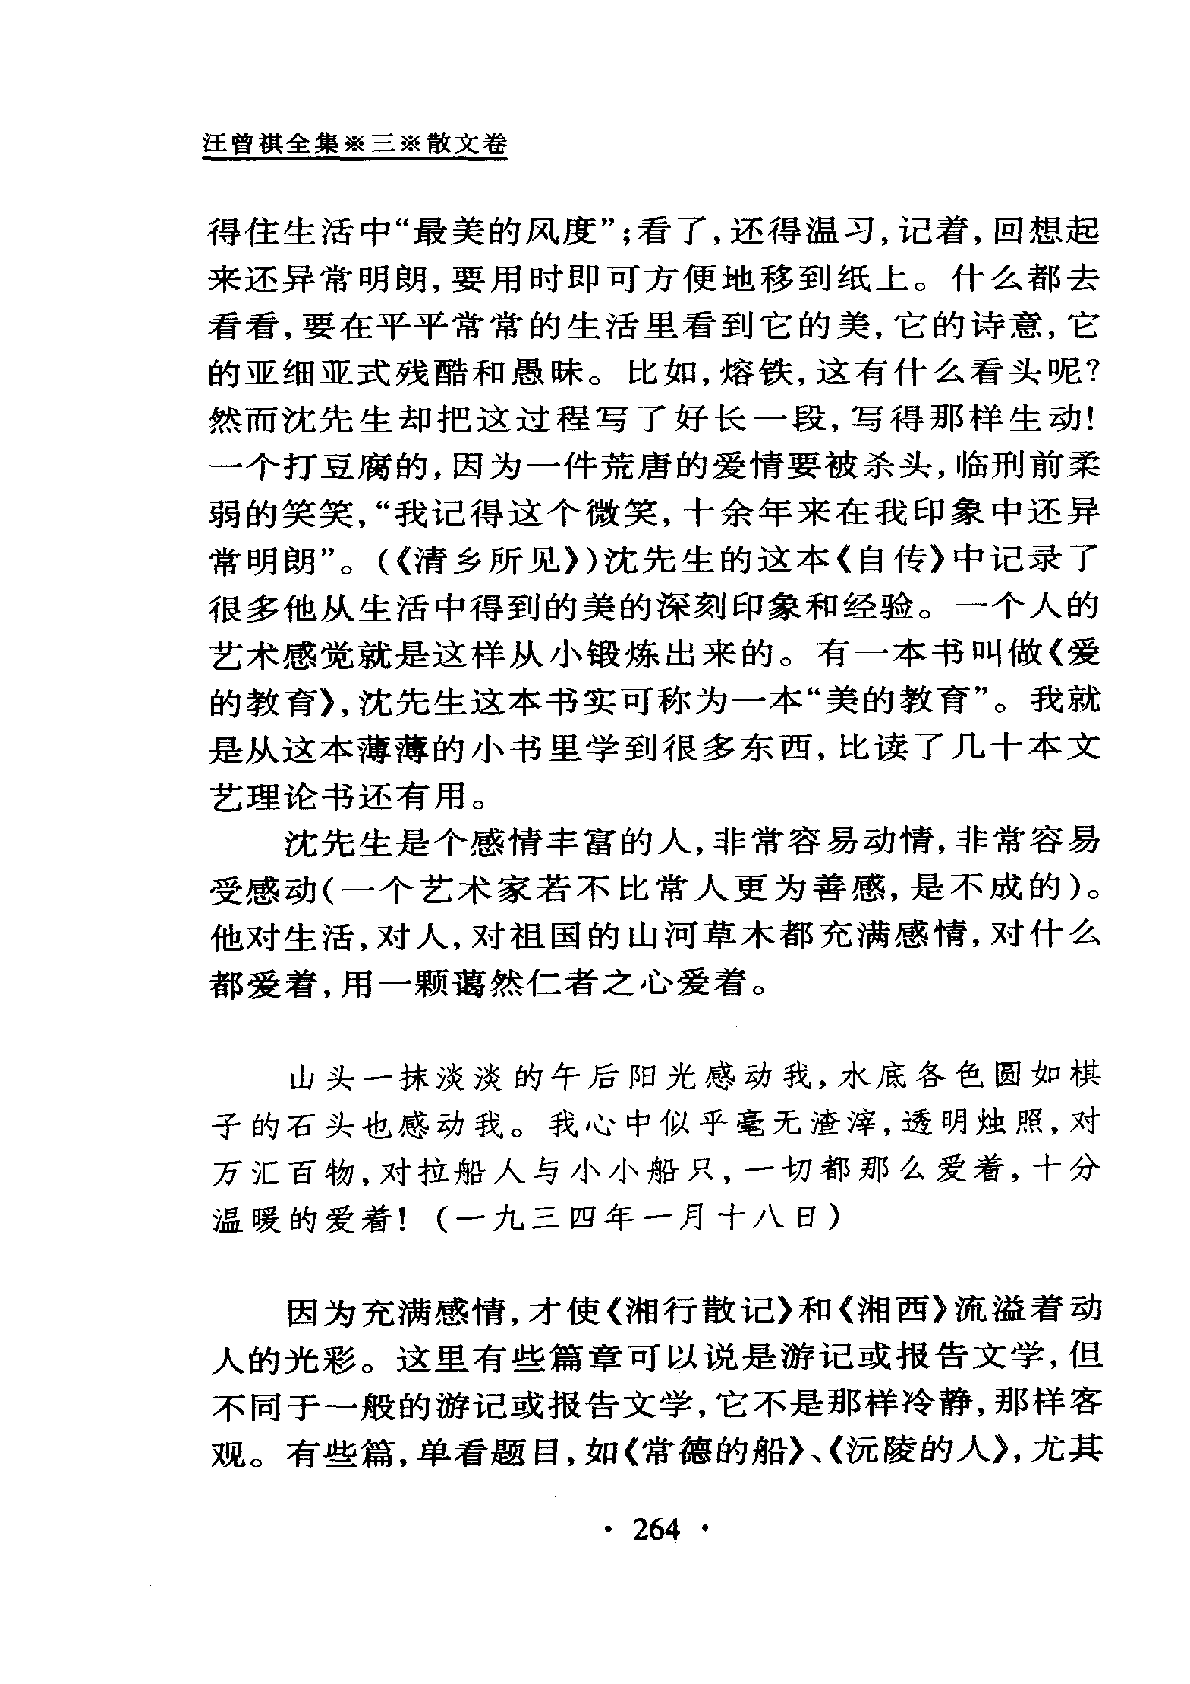 汪曾祺全集※三※散文卷
得住生活中“最美的风度”;看了,还得温习,记着,回想起
来还异常明朗,要用时即可方便地移到纸上。什么都去
看看,要在平平常常的生活里看到它的美,它的诗意,它
的亚细亚式残酷和愚昧。比如,熔铁,这有什么看头呢?
然而沈先生却把这过程写了好长一段,写得那样生动!
一个打豆腐的,因为一件荒唐的爱情要被杀头,临刑前柔
弱的笑笑,“我记得这个微笑,十余年来在我印象中还异
常明朗”。(《清乡所见》)沈先生的这本《自传》中记录了
很多他从生活中得到的美的深刻印象和经验。一个人的
艺术感觉就是这样从小锻炼出来的。有一本书叫做《爱
的教育》,沈先生这本书实可称为一本“美的教育”。我就
是从这本薄薄的小书里学到很多东西,比读了几十本文
艺理论书还有用。
沈先生是个感情丰富的人,非常容易动情,非常容易
受感动(一个艺术家若不比常人更为善感,是不成的)。
他对生活,对人,对祖国的山河草木都充满感情,对什么
都爱着,用一颗蔼然仁者之心爱着。
山头一抹淡淡的午后阳光感动我,水底各色圆如棋
子的石头也感动我。我心中似乎毫无渣滓,透明烛照,对
万汇百物,对拉船人与小小船只,一切都那么爱着,十分
温暖的爱着!(一九三四年一月十八日)
因为充满感情,才使《湘行散记》和《湘西》流溢着动
人的光彩。这里有些篇章可以说是游记或报告文学,但
不同于一般的游记或报告文学,它不是那样冷静,那样客
观。有些篇,单看题目,如《常德的船》、《沅陵的人》,尤其
· 264 ·